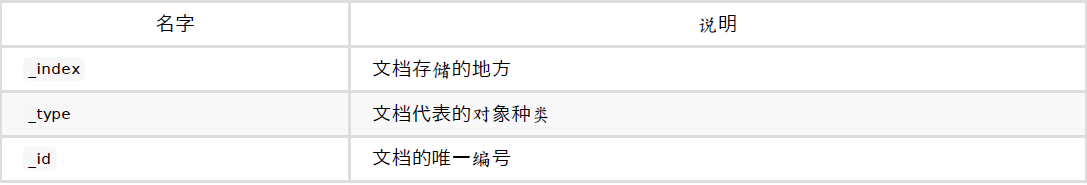 名字 说明
_index 文档存储的地方
_type 文档代表的对象种类
_id 文档的唯一编号